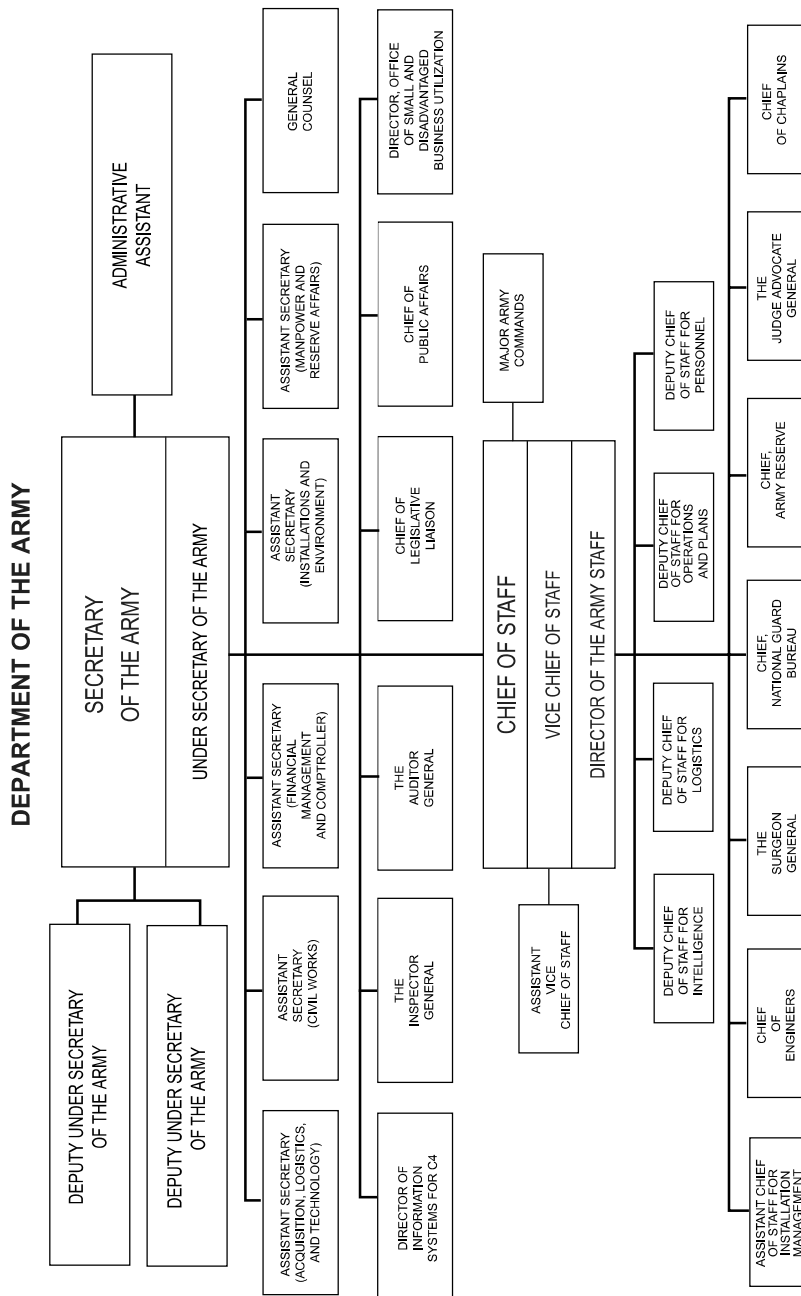 DEPARTMENT OF THE ARMY
DEPUTY UNDER SECRETARY
OF THE ARMY
DEPUTY UNDER SECRETARY
OF THE ARMY
SECRETARY
OF THE ARMY
UNDER SECRETARY OF THE ARMY
ADMINISTRATIVE
ASSISTANT
ASSISTANT SECRETARY
(ACQUISITION, LOGISTICS,
AND TECHNOLOGY)
ASSISTANT
SECRETARY
(CIVIL WORKS)
ASSISTANT SECRETARY
(FINANCIAL
MANAGEMENT
AND COMPTROLLER)
ASSISTANT
SECRETARY
(INSTALLATIONS AND
ENVIRONMENT)
ASSISTANT SECRETARY
(MANPOWER AND
RESERVE AFFAIRS)
GENERAL
COUNSEL
DIRECTOR OF
INFORMATION
SYSTEMS FOR C4
THE
INSPECTOR
GENERAL
THE
AUDITOR
GENERAL
CHIEF OF
LEGISLATIVE
LIAISON
CHIEF OF
PUBLIC AFFAIRS
DIRECTOR, OFFICE
OF SMALL AND
DISADVANTAGED
BUSINESS UTILIZATION
ASSISTANT
VICE
CHIEF OF STAFF
CHIEF OF STAFF
VICE CHIEF OF STAFF
DIRECTOR OF THE ARMY STAFF
MAJOR ARMY
COMMANDS
DEPUTY CHIEF
OF STAFF FOR
INTELLIGENCE
DEPUTY CHIEF
OF STAFF FOR
LOGISTICS
DEPUTY CHIEF
OF STAFF FOR
OPERATIONS
AND PLANS
DEPUTY CHIEF
OF STAFF FOR
PERSONNEL
ASSISTANT CHIEF
OF STAFF FOR
INSTALLATION
MANAGEMENT
CHIEF
OF
ENGINEERS
THE
SURGEON
GENERAL
CHIEF,
NATIONAL GUARD
BUREAU
CHIEF,
ARMY RESERVE
THE
JUDGE ADVOCATE
GENERAL
CHIEF
OF CHAPLAINS